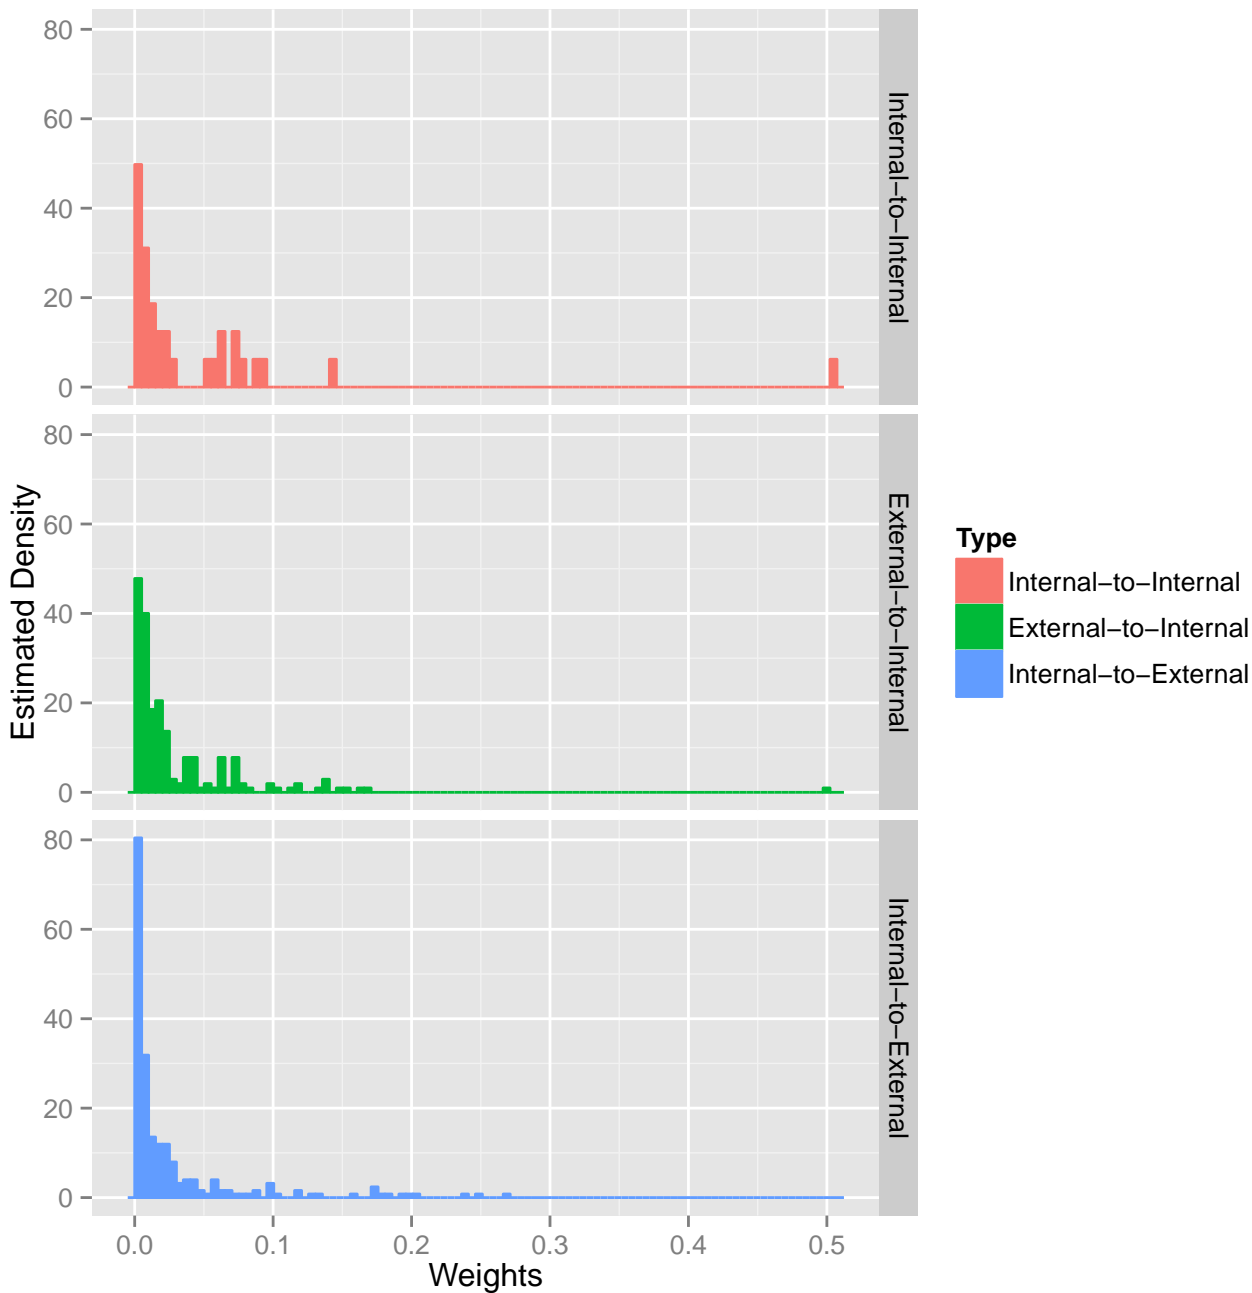 80
60
40
20
0
Internal−to−Internal
80
60
40
20
0
External−to−Internal
80
60
40
20
0
Internal−to−External
0.0 0.1 0.2 0.3 0.4 0.5
Weights
Estimated Density
Type
Internal−to−Internal
External−to−Internal
Internal−to−External